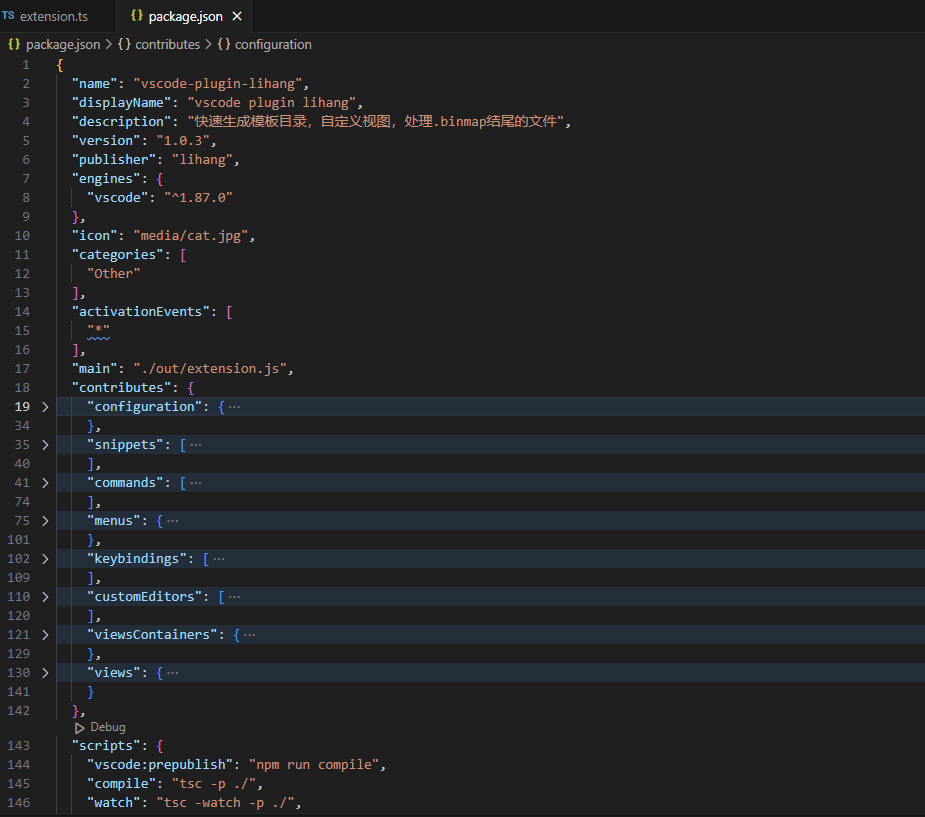 TS extension.ts {} package.json ×
{} package.json > {} contributes > {} configuration
1 {
2 "name": "vscode-plugin-lihang",
3 "displayName": "vscode plugin lihang",
4 "description": "快速生成模板目录，自定义视图，处理.binmap结尾的文件",
5 "version": "1.0.3",
6 "publisher": "lihang",
7 "engines": {
8 "vscode": "^1.87.0"
9 },
10 "icon": "media/cat.jpg",
11 "categories": [
12 "Other"
13 ],
14 "activationEvents": [
15 "*"
16 ],
17 "main": "./out/extension.js",
18 "contributes": {
19 > "configuration": { ···
34 },
35 > "snippets": [ ···
40 ],
41 > "commands": [ ···
74 ],
75 > "menus": { ···
101 },
102 > "keybindings": [ ···
109 ],
110 > "customEditors": [ ···
120 ],
121 > "viewsContainers": { ···
129 },
130 > "views": { ···
141 }
142 },
Debug
143 "scripts": {
144 "vscode:prepublish": "npm run compile",
145 "compile": "tsc -p ./",
146 "watch": "tsc -watch -p ./",